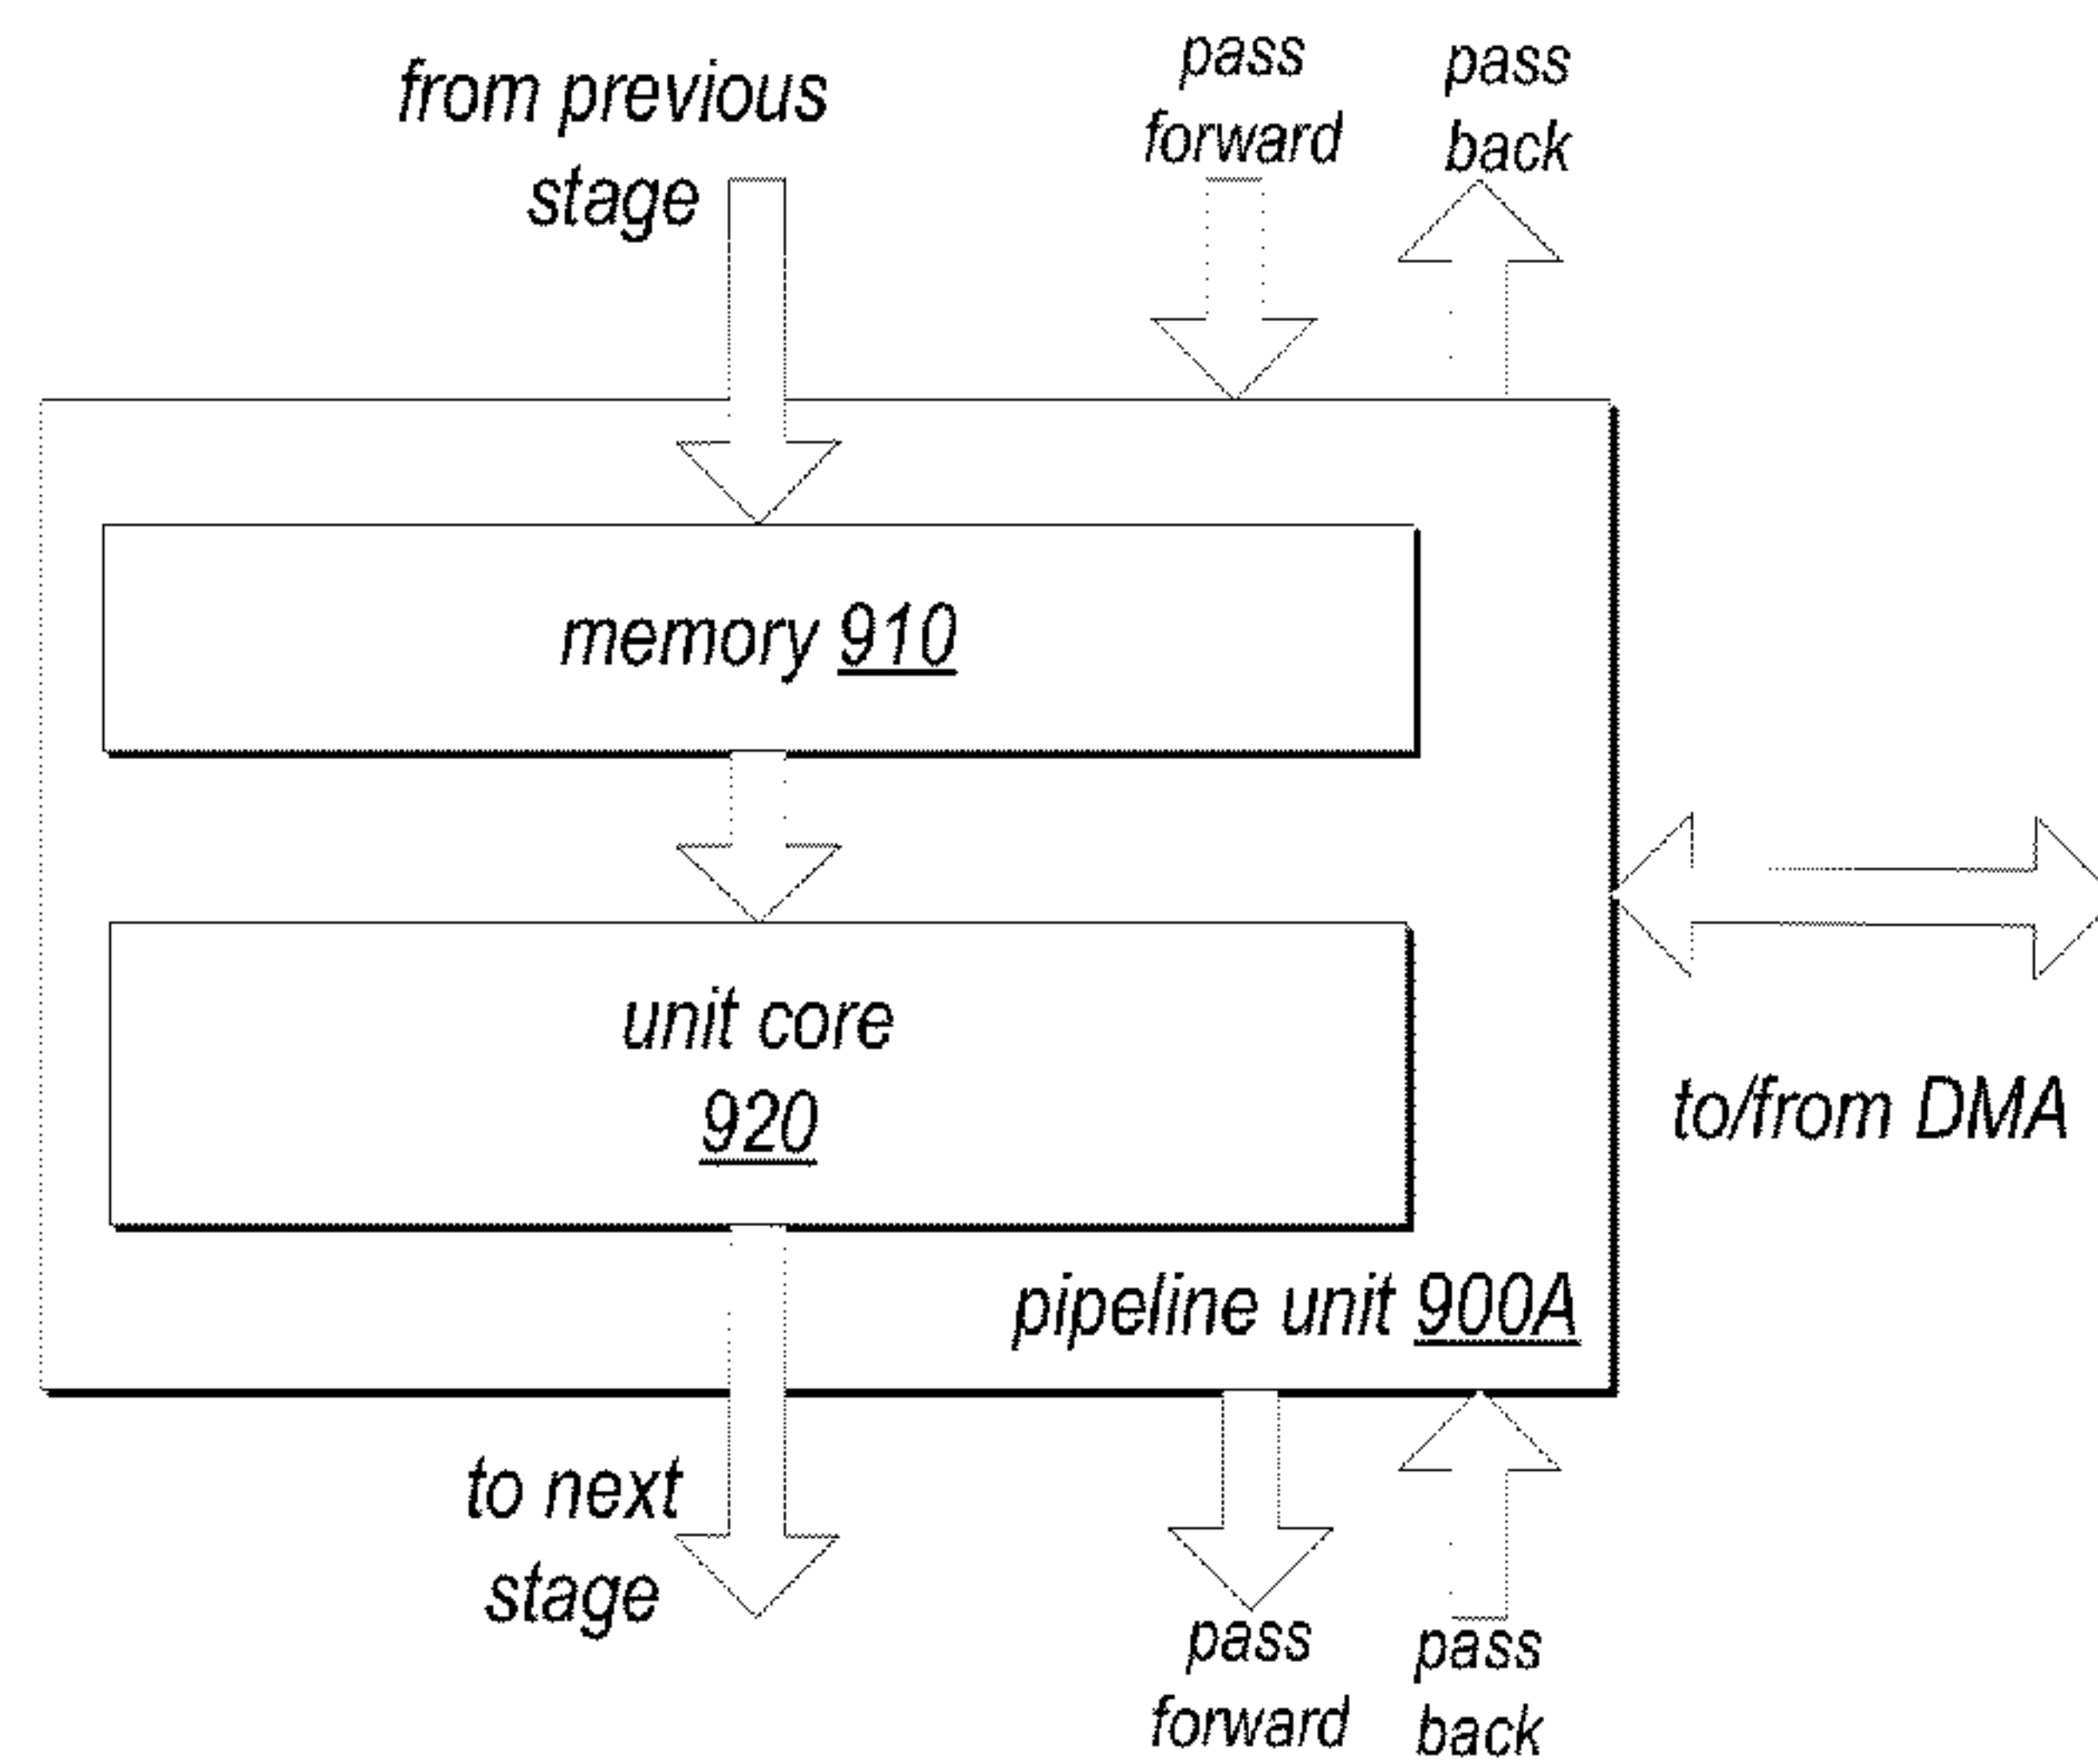 from previous
stage
pass
forward
pass
back
memory 910
unit core
920
to/from DMA
pipeline unit 900A
to next
stage
pass
forward
pass
back